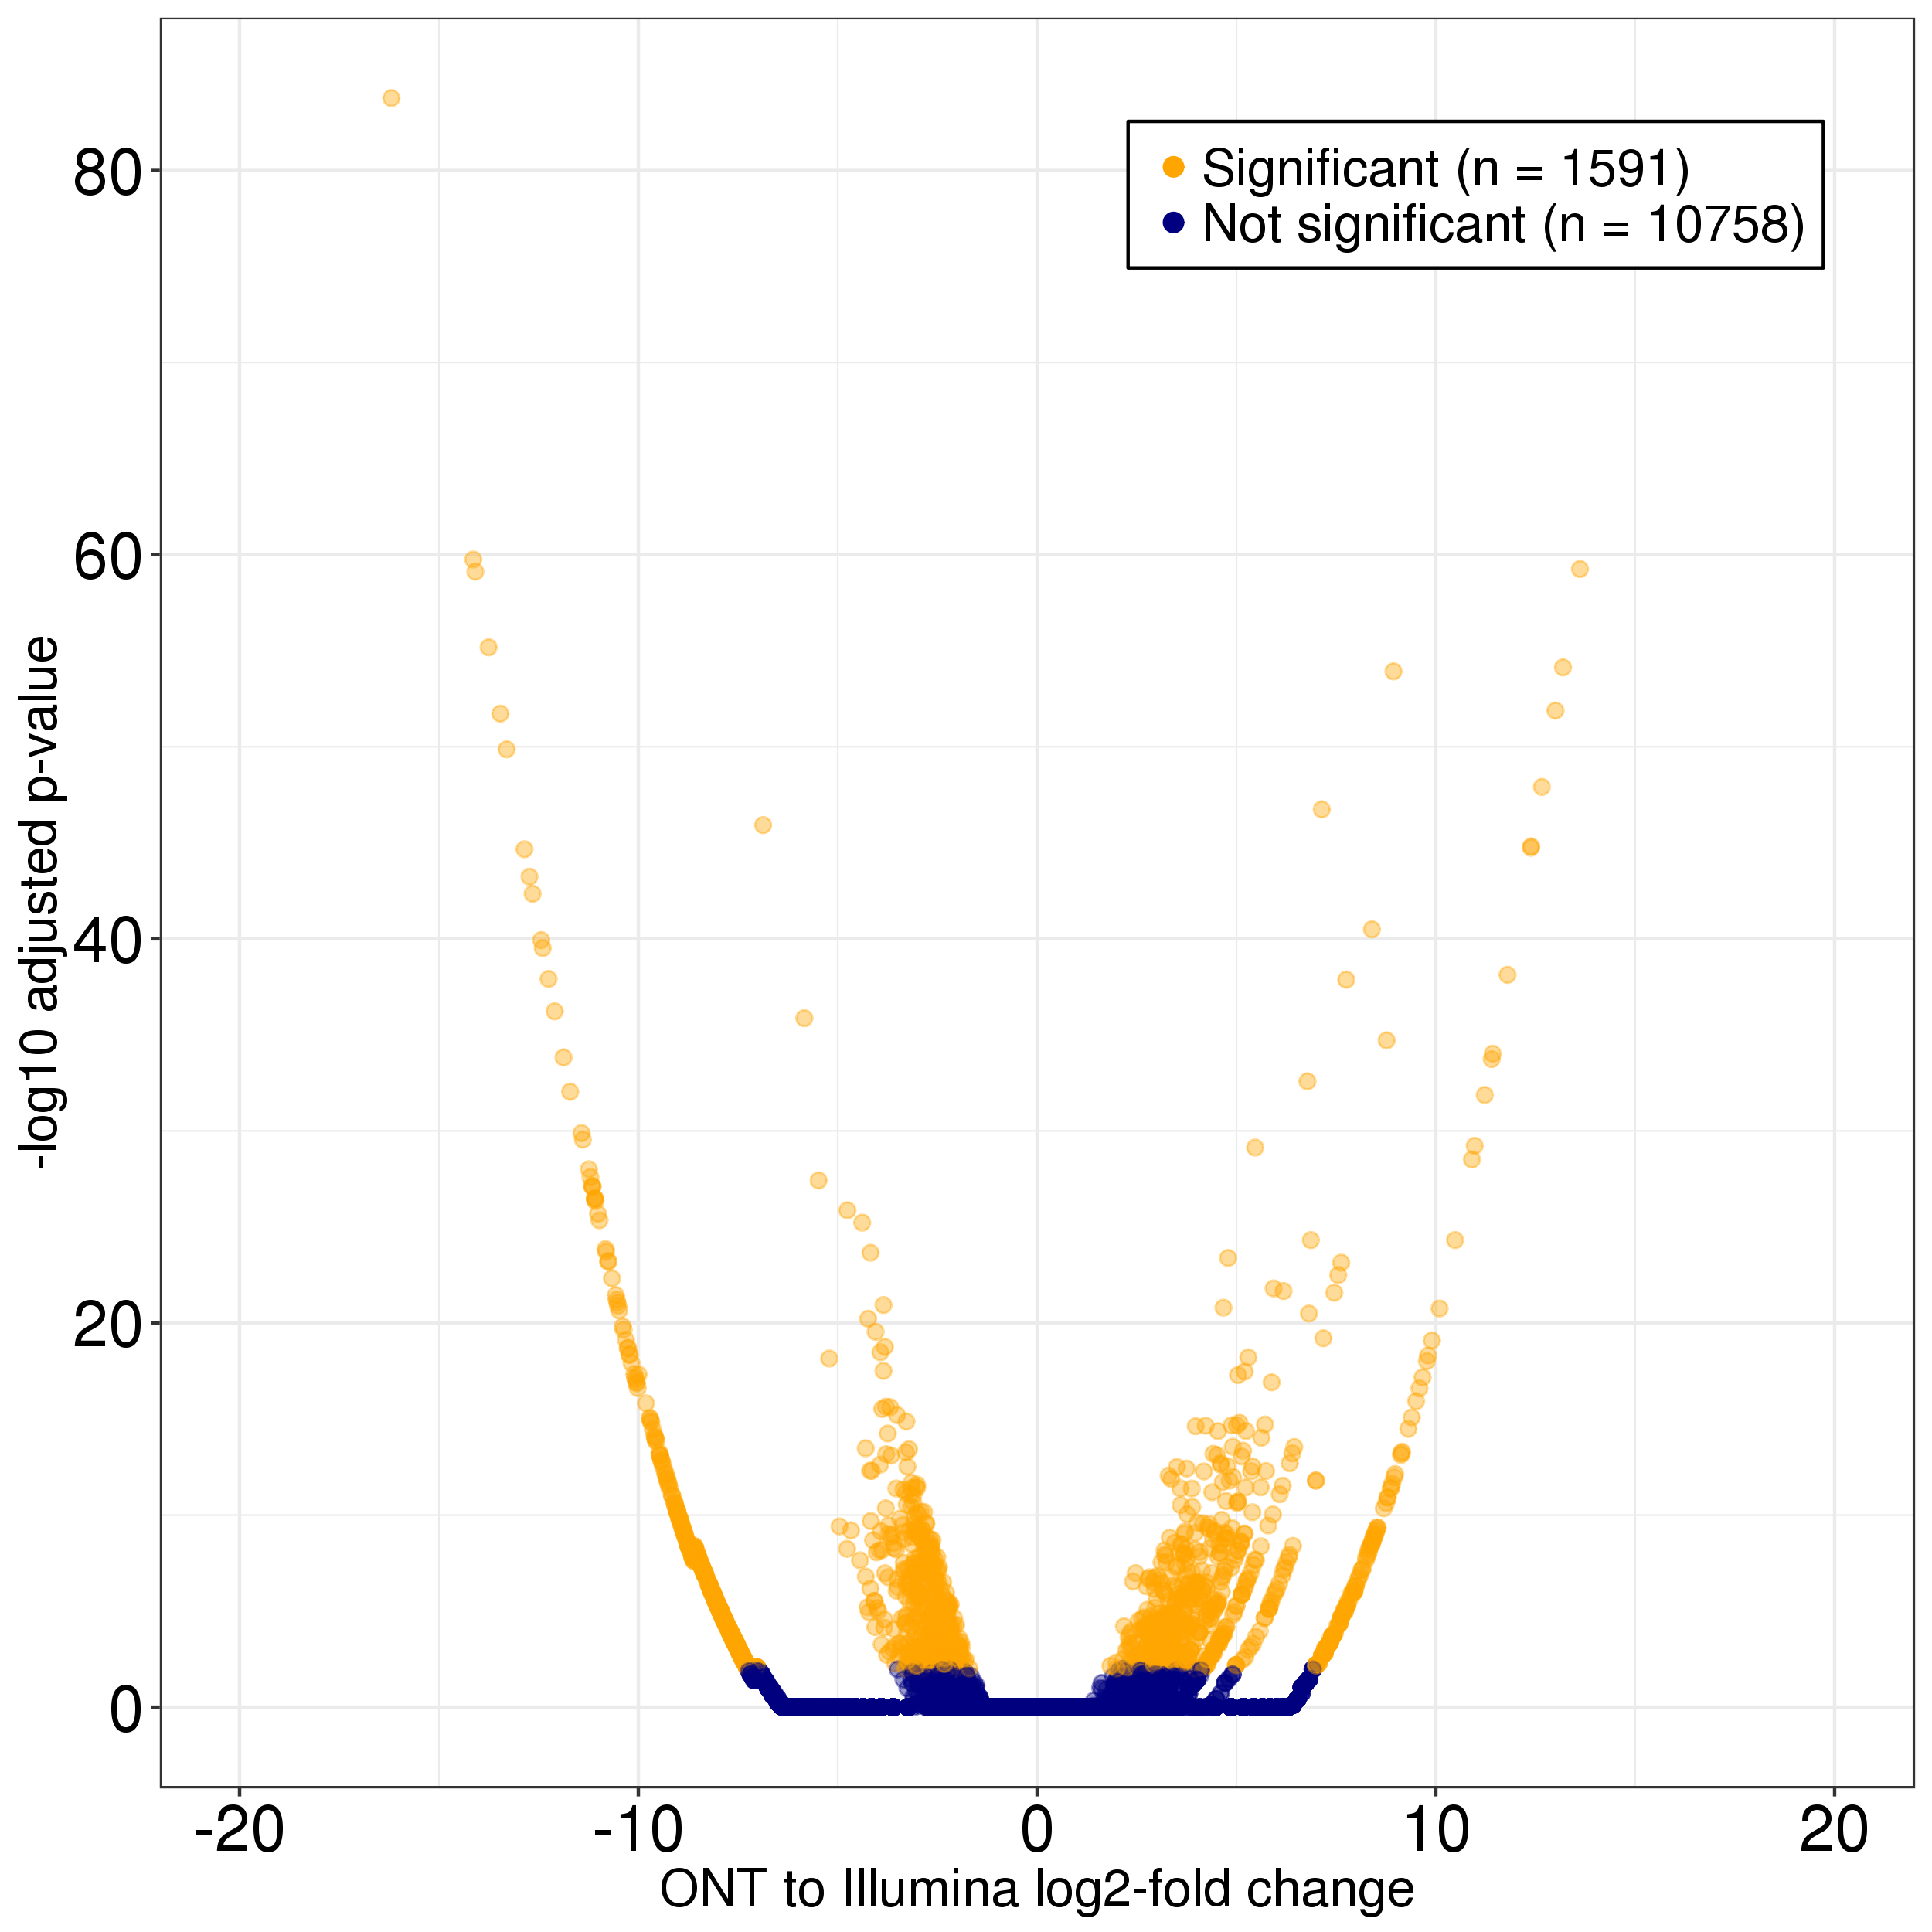 Significant (n = 1591)
Not significant (n = 10758)
80
60
40
20
0
-log10 adjusted p-value
-20
-10
0
10
20
ONT to Illumina log2-fold change